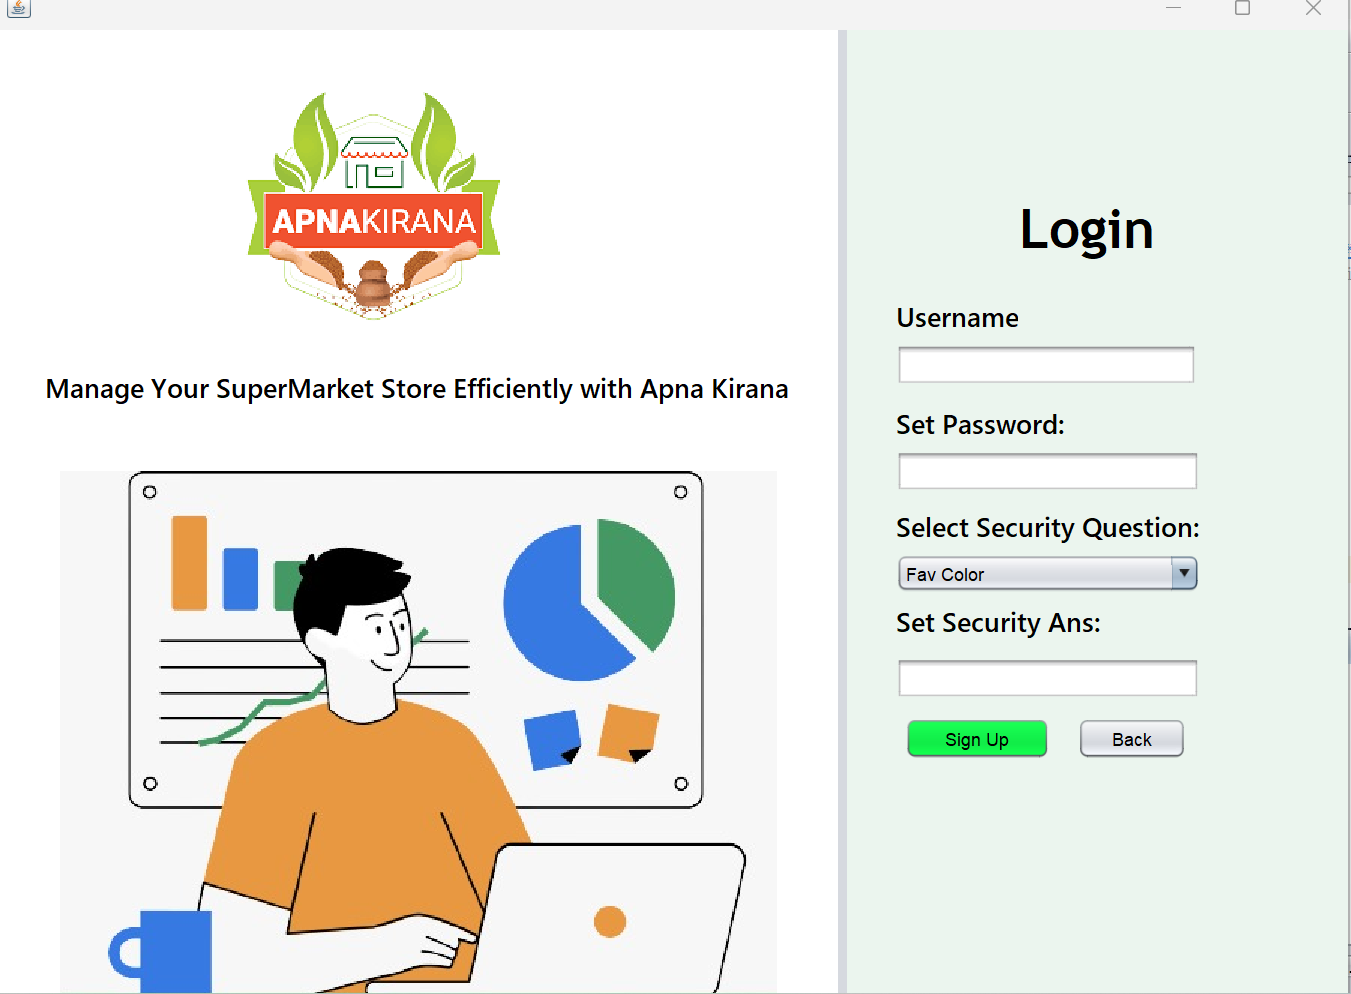 APNAKIRANA
Manage Your SuperMarket Store Efficiently with Apna Kirana
Login
Username
Set Password:
Select Security Question:
Fav Color
Set Security Ans:
Sign Up
Back